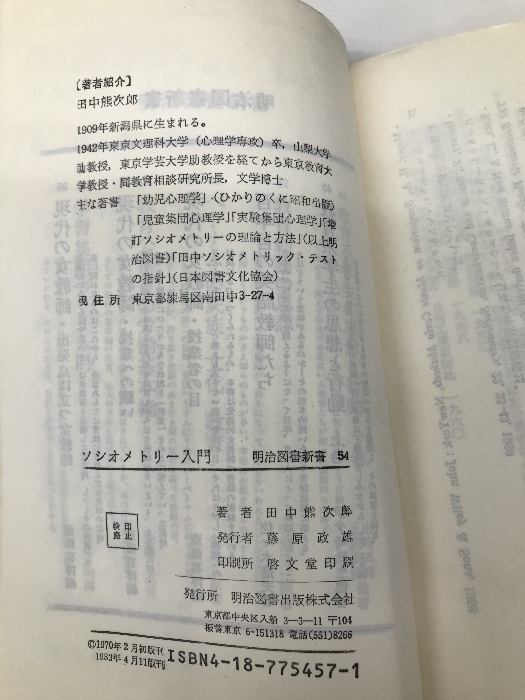 〔著者紹介〕
田中熊次郎
1909年新潟県に生まれる。
1942年東京文理科大学（心理学専攻）卒，山梨大学
助教授，東京学芸大学助教授を経てから東京教育大
学教授・同教育相談研究所長，文学博士
主な著書　「幼児心理学」・（ひかりのくに昭和出版）
「児童集団心理学」「実験集団心理学」「増
訂ソシオメトリーの理論と方法」（以上明
治図書）「田中ソシオメトリック・テスト
の指針」（日本図書文化協会）
現住所　東京都練馬区南田中3-27-4
ソシオメトリー入門　明治図書新書 54
著　者　田中熊次郎
発行者　藤原政雄
印刷所　啓文堂印刷
検印廃止
発行所　明治図書出版株式会社
東京都中央区入船 3-3-11 〒104
振替東京 6-151318 電話(551)8266
©1970年2月初版刊
1983年4月11版刊
ISBN4-18-775457-1